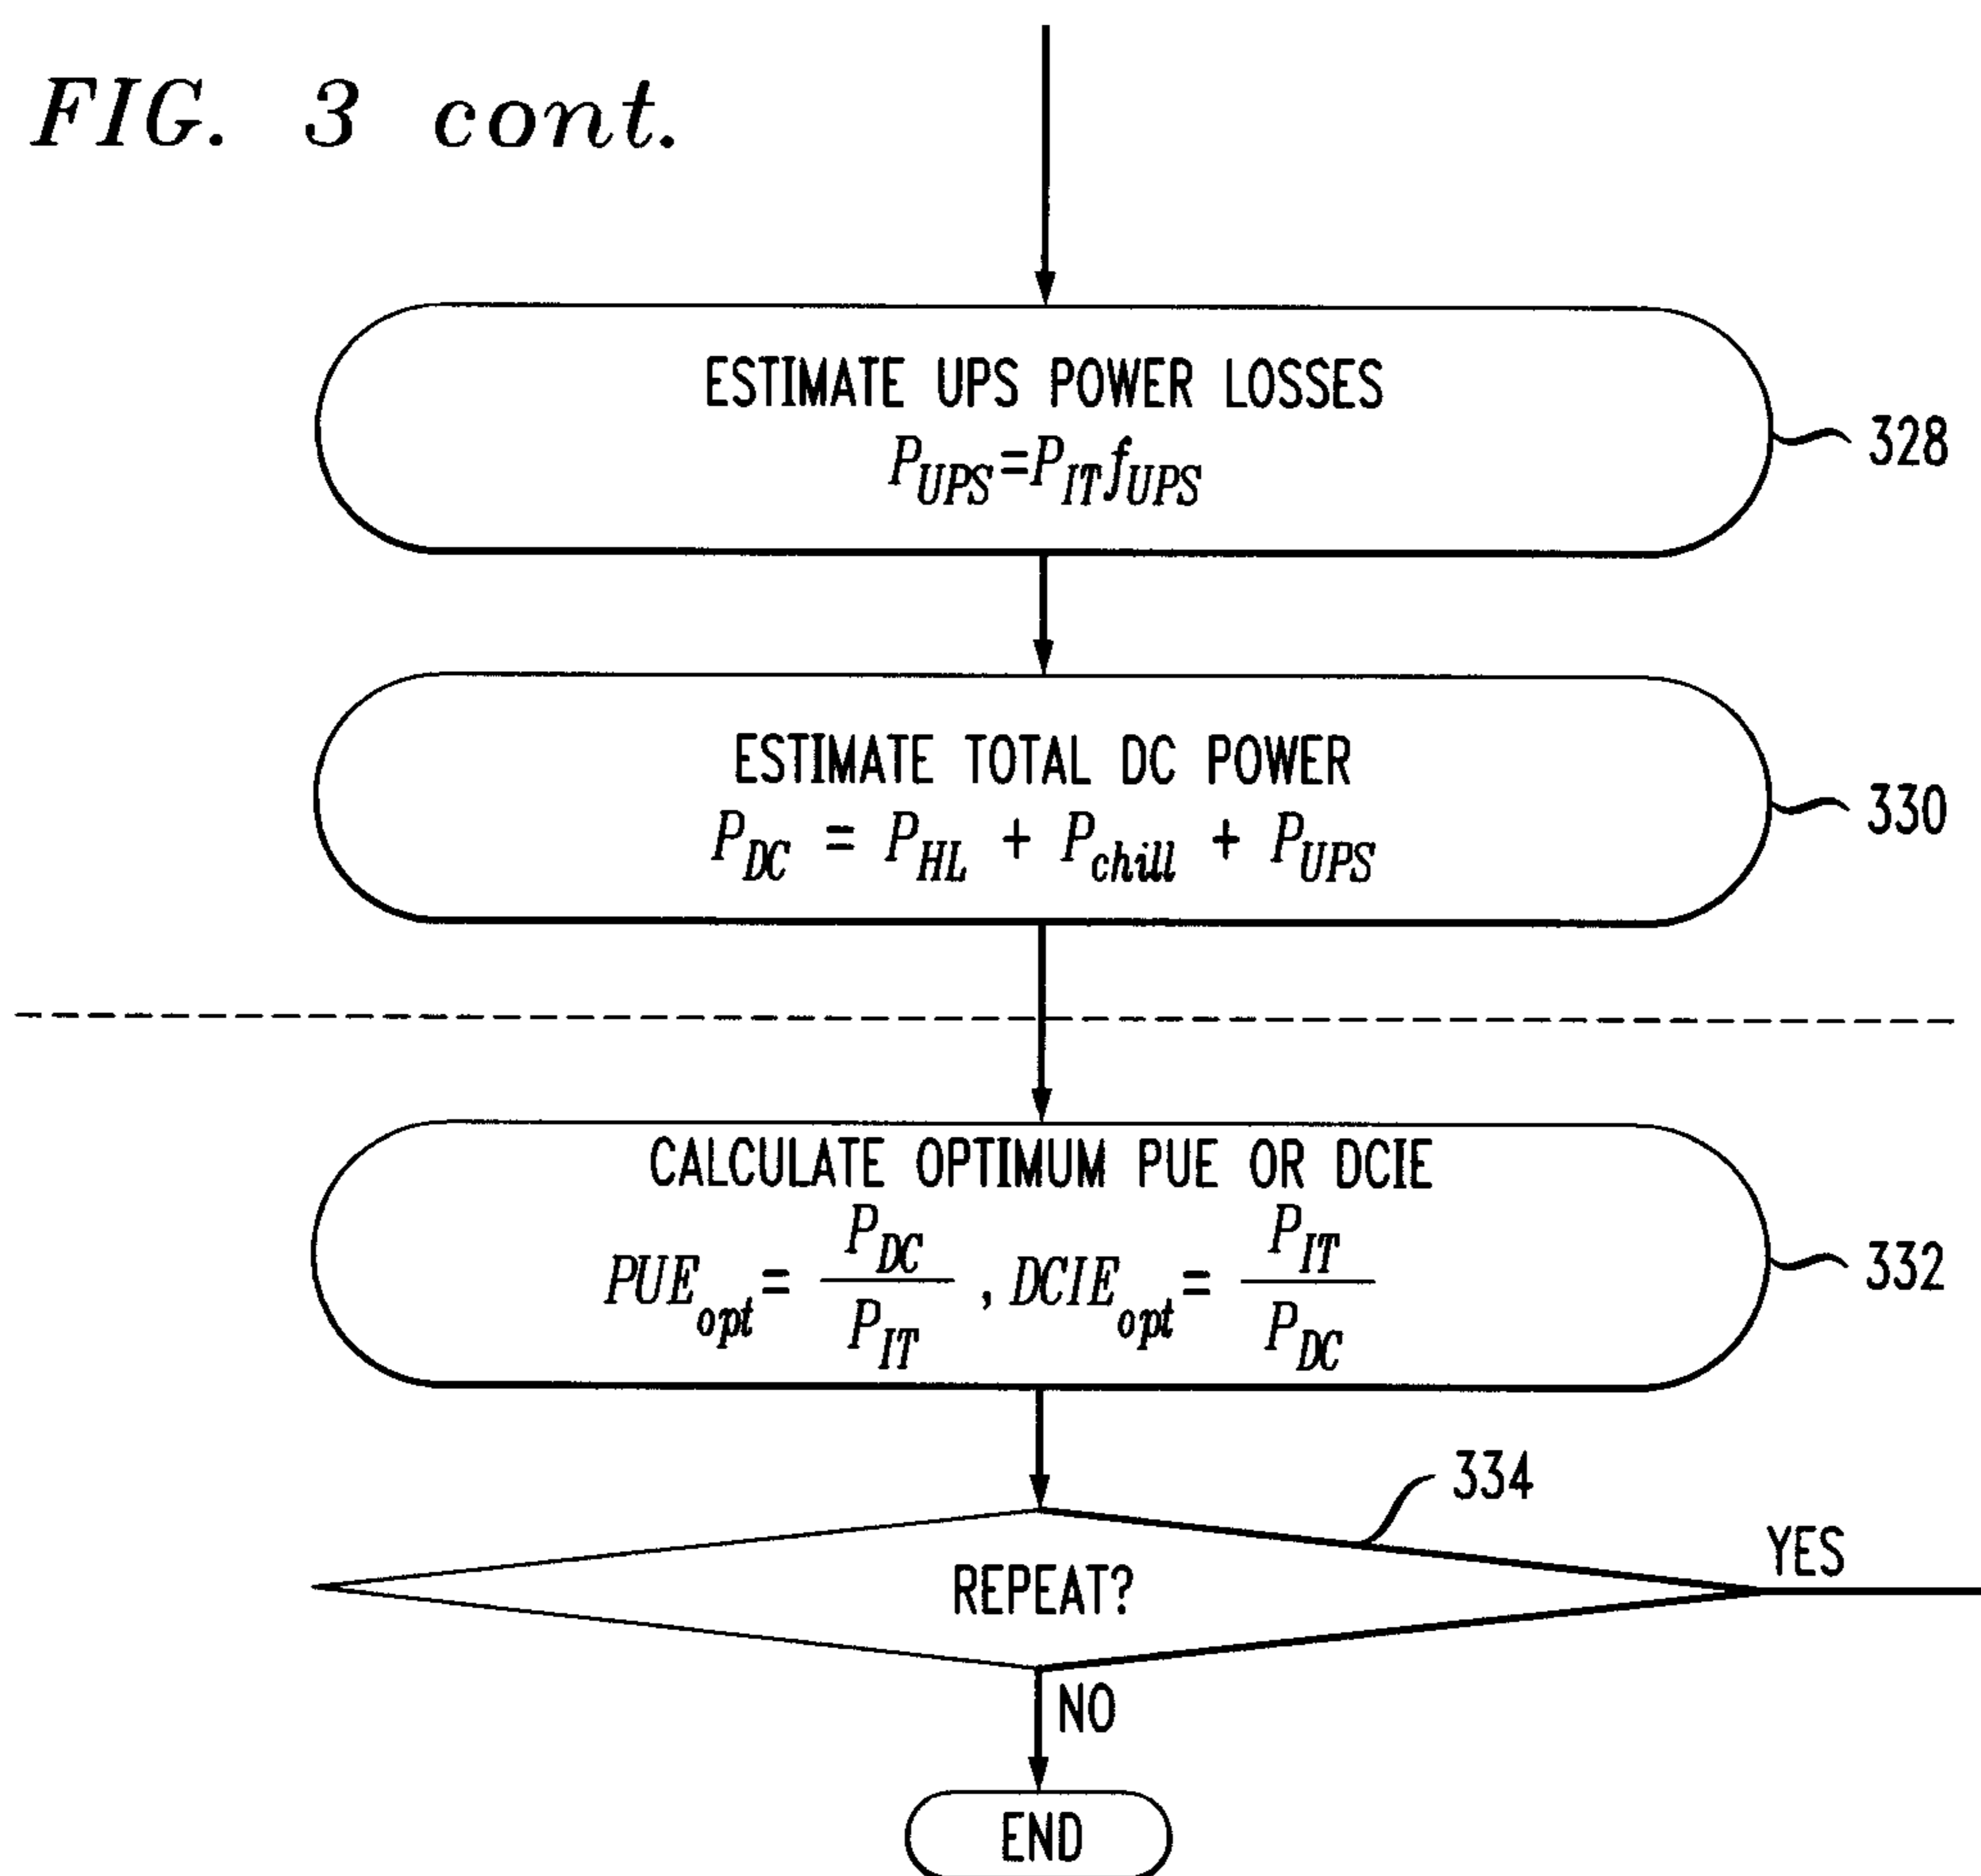 FIG. 3 cont.
ESTIMATE UPS POWER LOSSES
P_UPS=P_IT f_UPS
328
ESTIMATE TOTAL DC POWER
P_DC = P_HL + P_chill + P_UPS
330
CALCULATE OPTIMUM PUE OR DCIE
PUE_opt = P_DC / P_IT , DCIE_opt = P_IT / P_DC
332
334
REPEAT?
YES
NO
END